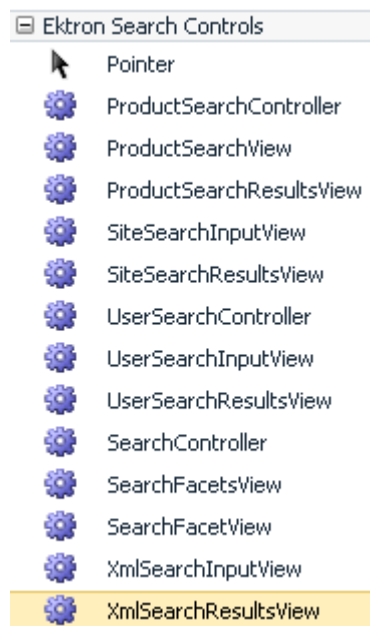 Ektron Search Controls
Pointer
ProductSearchController
ProductSearchView
ProductSearchResultsView
SiteSearchInputView
SiteSearchResultsView
UserSearchController
UserSearchInputView
UserSearchResultsView
SearchController
SearchFacetsView
SearchFacetView
XmlSearchInputView
XmlSearchResultsView